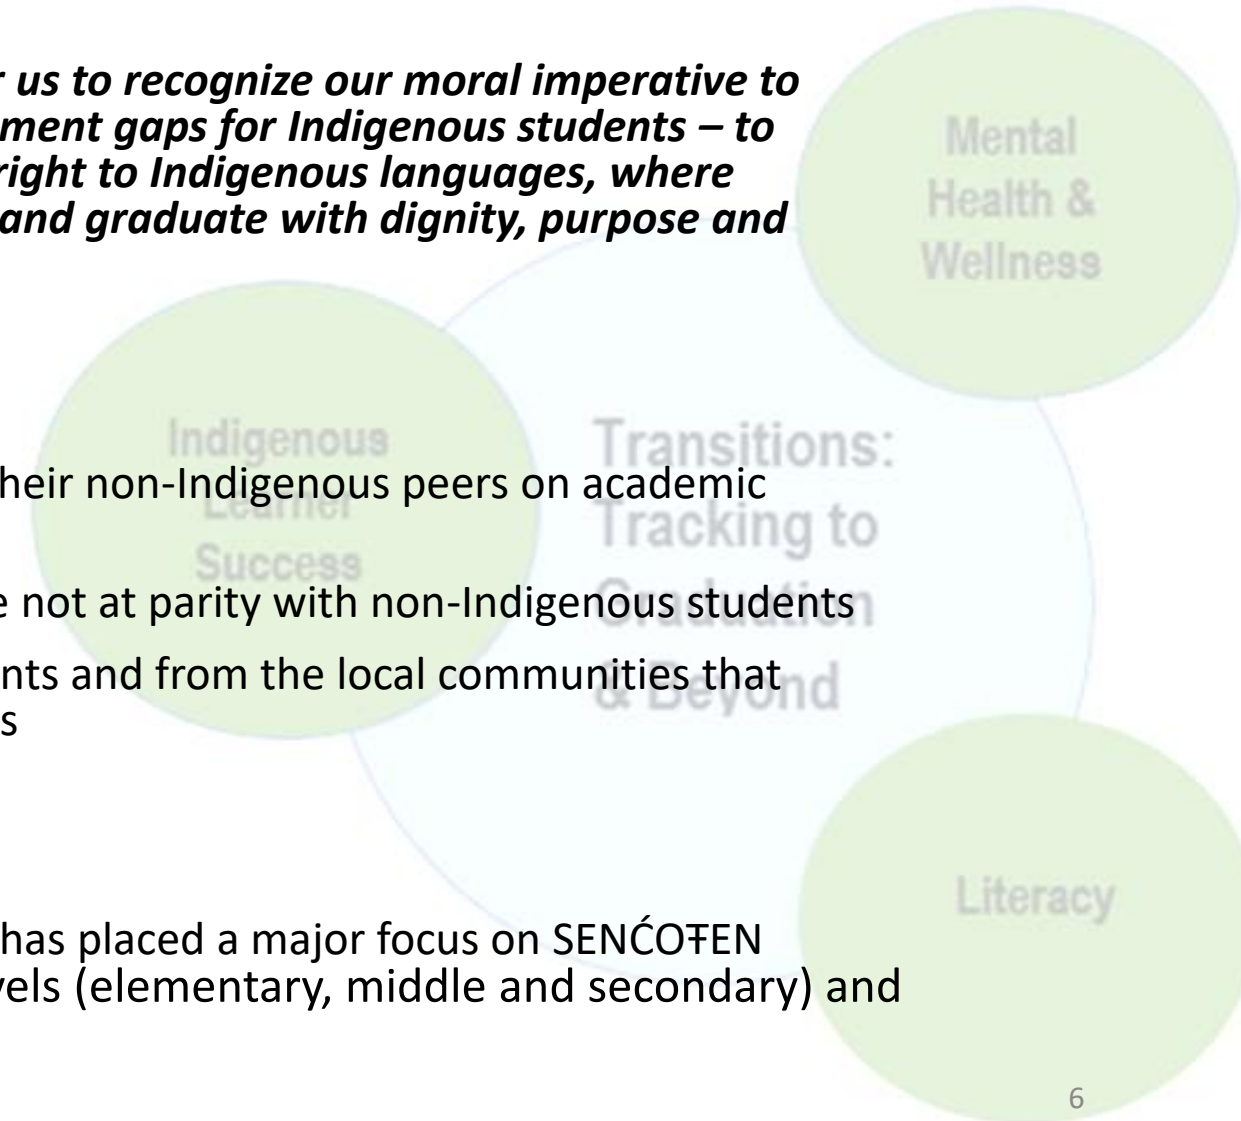 r us to recognize our moral imperative to
ment gaps for Indigenous students – to
right to Indigenous languages, where
and graduate with dignity, purpose and
Mental
Health &
Wellness
Indigenous
Learner
Success
Transitions:
Tracking to
Graduation
& Beyond
heir non-Indigenous peers on academic
e not at parity with non-Indigenous students
nts and from the local communities that
s
Literacy
has placed a major focus on SENĆOŦEN
vels (elementary, middle and secondary) and
6